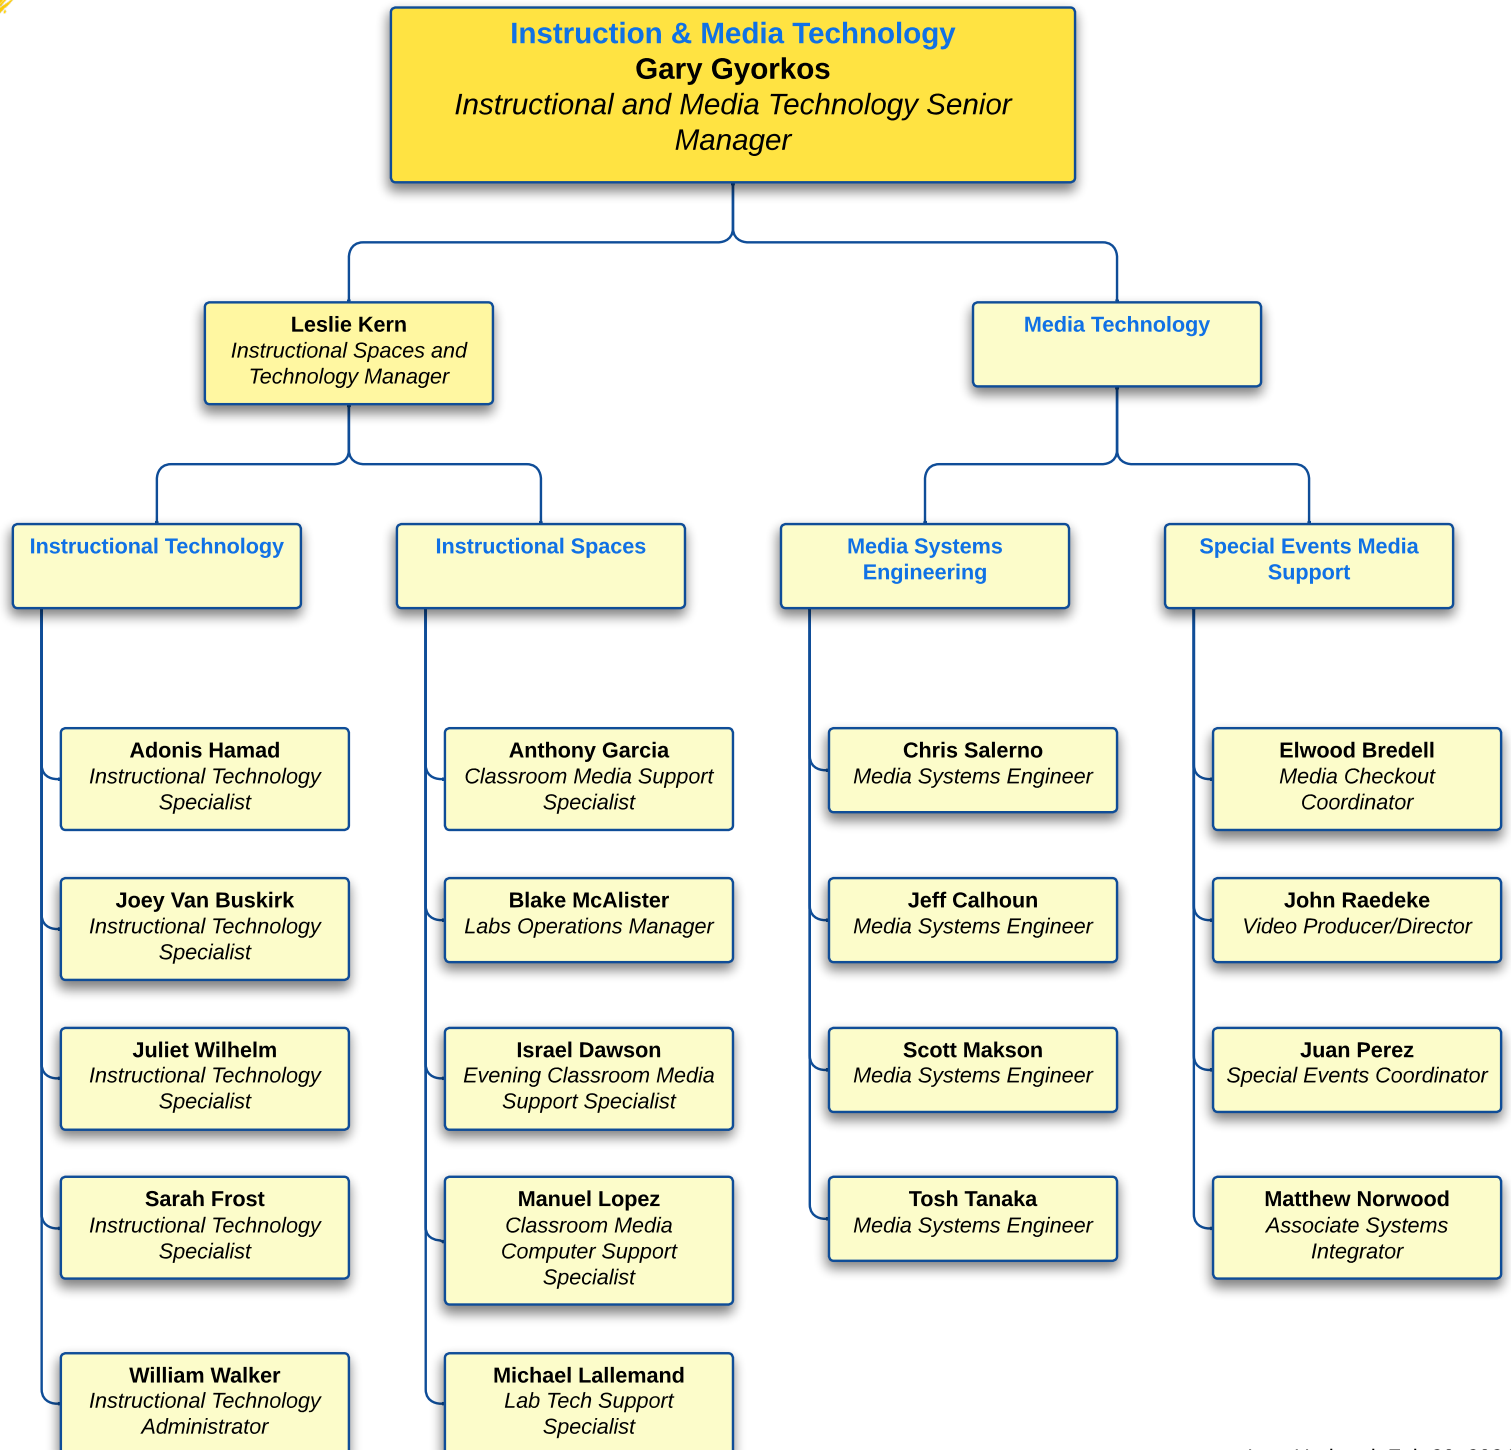 Instruction & Media Technology
Gary Gyorkos
Instructional and Media Technology Senior
Manager
Leslie Kern
Instructional Spaces and
Technology Manager
Media Technology
Instructional Technology
Instructional Spaces
Media Systems
Engineering
Special Events Media
Support
Adonis Hamad
Instructional Technology
Specialist
Joey Van Buskirk
Instructional Technology
Specialist
Juliet Wilhelm
Instructional Technology
Specialist
Sarah Frost
Instructional Technology
Specialist
William Walker
Instructional Technology
Administrator
Anthony Garcia
Classroom Media Support
Specialist
Blake McAlister
Labs Operations Manager
Israel Dawson
Evening Classroom Media
Support Specialist
Manuel Lopez
Classroom Media
Computer Support
Specialist
Michael Lallemand
Lab Tech Support
Specialist
Chris Salerno
Media Systems Engineer
Jeff Calhoun
Media Systems Engineer
Scott Makson
Media Systems Engineer
Tosh Tanaka
Media Systems Engineer
Elwood Bredell
Media Checkout
Coordinator
John Raedeke
Video Producer/Director
Juan Perez
Special Events Coordinator
Matthew Norwood
Associate Systems
Integrator